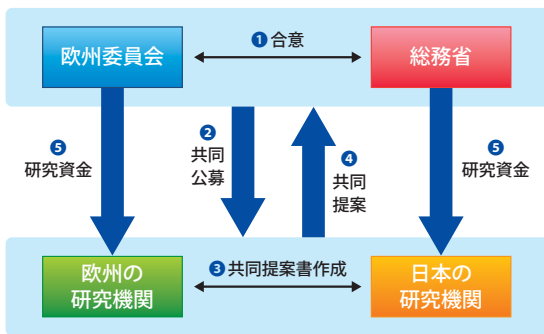 欧州委員会
❶合意
総務省
❺
研究資金
❷
共同
公募
❹
共同
提案
❺
研究資金
欧州の
研究機関
❸共同提案書作成
日本の
研究機関